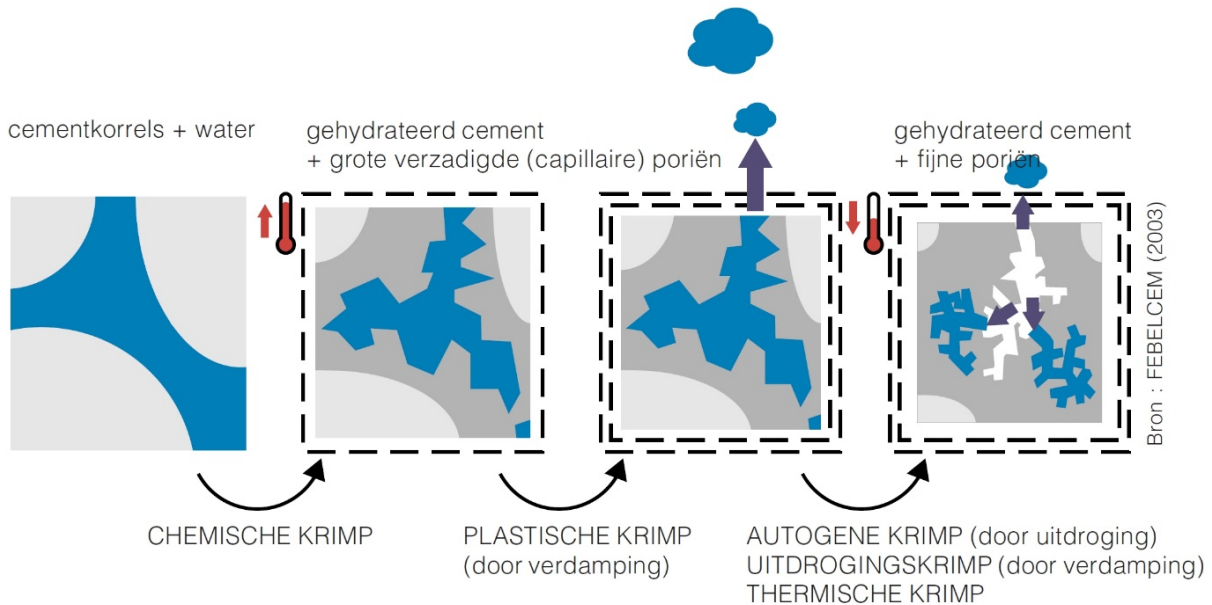 cementkorrels + water
gehydrateerd cement
+ grote verzadigde (capillaire) poriën
gehydrateerd cement
+ fijne poriën
Bron : FEBELCEM (2003)
CHEMISCHE KRIMP
PLASTISCHE KRIMP
(door verdamping)
AUTOGENE KRIMP (door uitdroging)
UITDROGINGSKRIMP (door verdamping)
THERMISCHE KRIMP